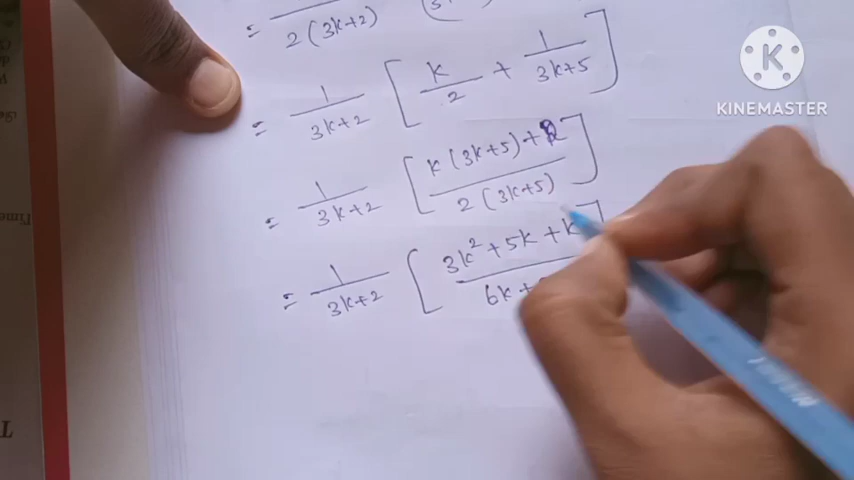 = 2(3k+2)
= 1/(3k+2) [ k/2 + 1/(3k+5) ]
= 1/(3k+2) [ (k(3k+5)+2)/(2(3k+5)) ]
= 1/(3k+2) [ (3k²+5k+k)/(6k+
KINEMASTER
Time